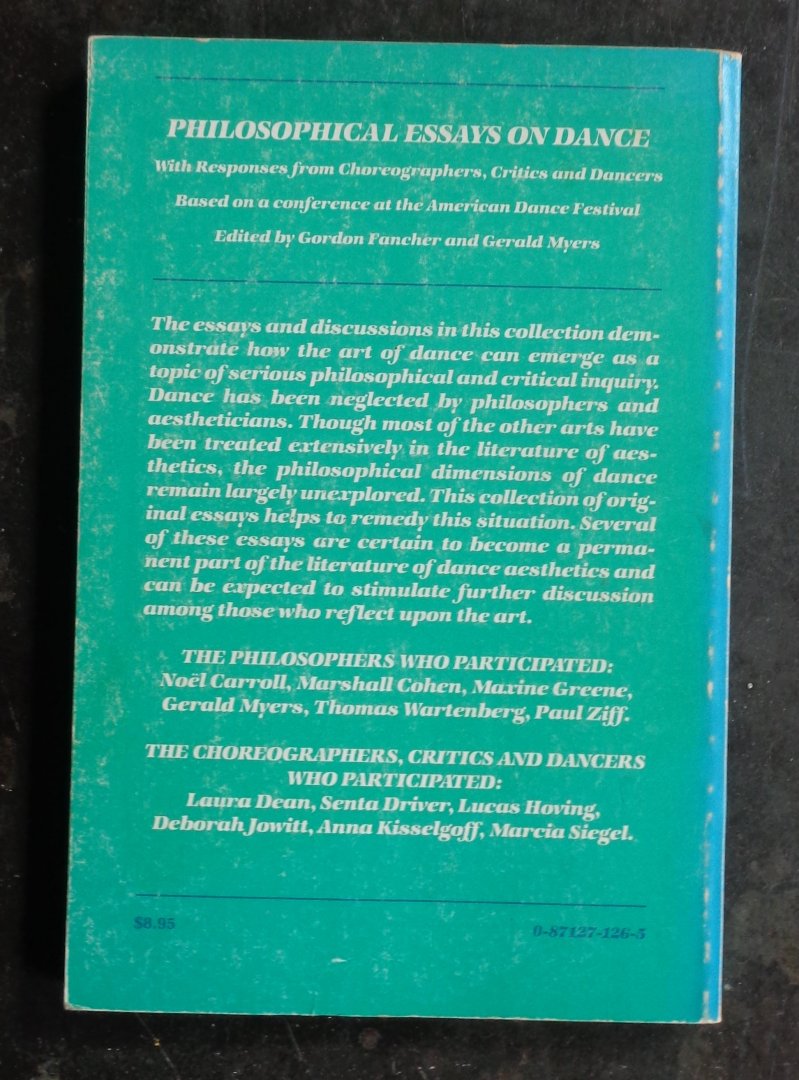 PHILOSOPHICAL ESSAYS ON DANCE
With Responses from Choreographers, Critics and Dancers
Based on a conference at the American Dance Festival
Edited by Gordon Fancher and Gerald Myers
The essays and discussions in this collection dem-
onstrate how the art of dance can emerge as a
topic of serious philosophical and critical inquiry.
Dance has been neglected by philosophers and
aestheticians. Though most of the other arts have
been treated extensively in the literature of aes-
thetics, the philosophical dimensions of dance
remain largely unexplored. This collection of orig-
inal essays helps to remedy this situation. Several
of these essays are certain to become a perma-
nent part of the literature of dance aesthetics and
can be expected to stimulate further discussion
among those who reflect upon the art.
THE PHILOSOPHERS WHO PARTICIPATED:
Noël Carroll, Marshall Cohen, Maxine Greene,
Gerald Myers, Thomas Wartenberg, Paul Ziff.
THE CHOREOGRAPHERS, CRITICS AND DANCERS
WHO PARTICIPATED:
Laura Dean, Senta Driver, Lucas Hoving,
Deborah Jowitt, Anna Kisselgoff, Marcia Siegel.
$8.95
0-87127-126-5